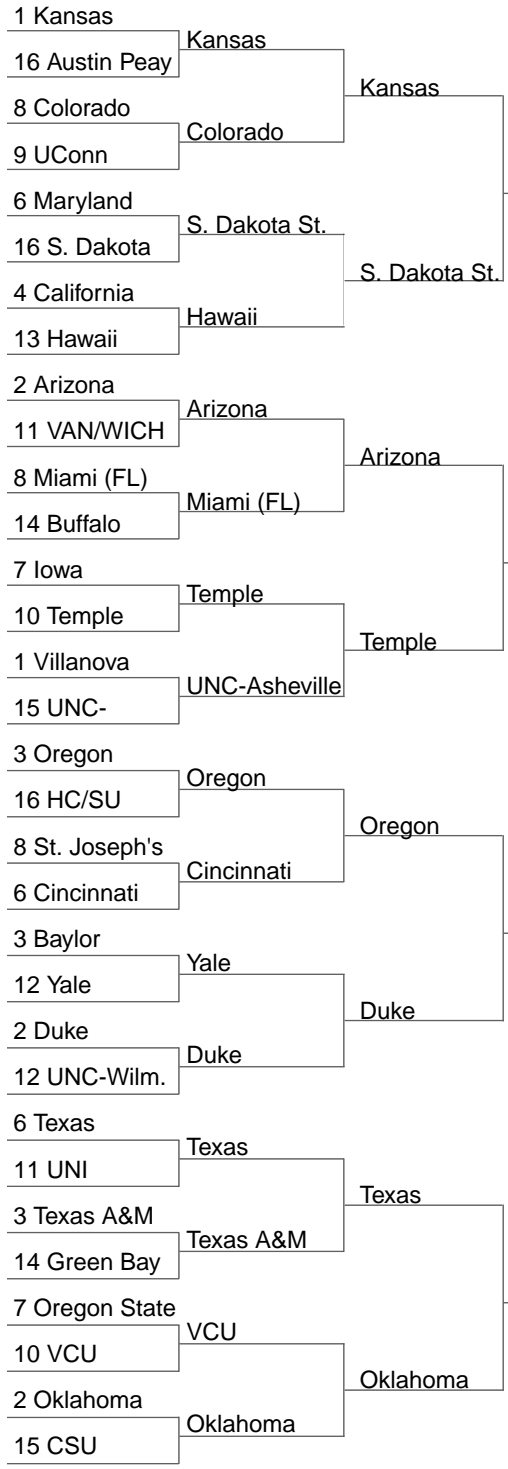 1 Kansas
Kansas
16 Austin Peay
Kansas
8 Colorado
Colorado
9 UConn
6 Maryland
S. Dakota St.
16 S. Dakota
S. Dakota St.
4 California
Hawaii
13 Hawaii
2 Arizona
Arizona
11 VAN/WICH
Arizona
8 Miami (FL)
Miami (FL)
14 Buffalo
7 Iowa
Temple
10 Temple
Temple
1 Villanova
UNC-Asheville
15 UNC-
3 Oregon
Oregon
16 HC/SU
Oregon
8 St. Joseph's
Cincinnati
6 Cincinnati
3 Baylor
Yale
12 Yale
Duke
2 Duke
Duke
12 UNC-Wilm.
6 Texas
Texas
11 UNI
Texas
3 Texas A&M
Texas A&M
14 Green Bay
7 Oregon State
VCU
10 VCU
Oklahoma
2 Oklahoma
Oklahoma
15 CSU